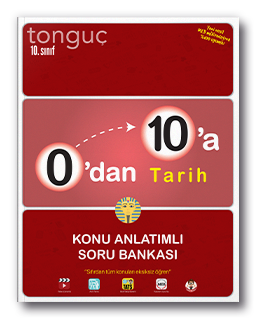 tonguç
10. sınıf
0'dan 10'a
Tarih
KONU ANLATIMLI
SORU BANKASI
"Sıfırdan tüm konuları eksiksiz öğren"